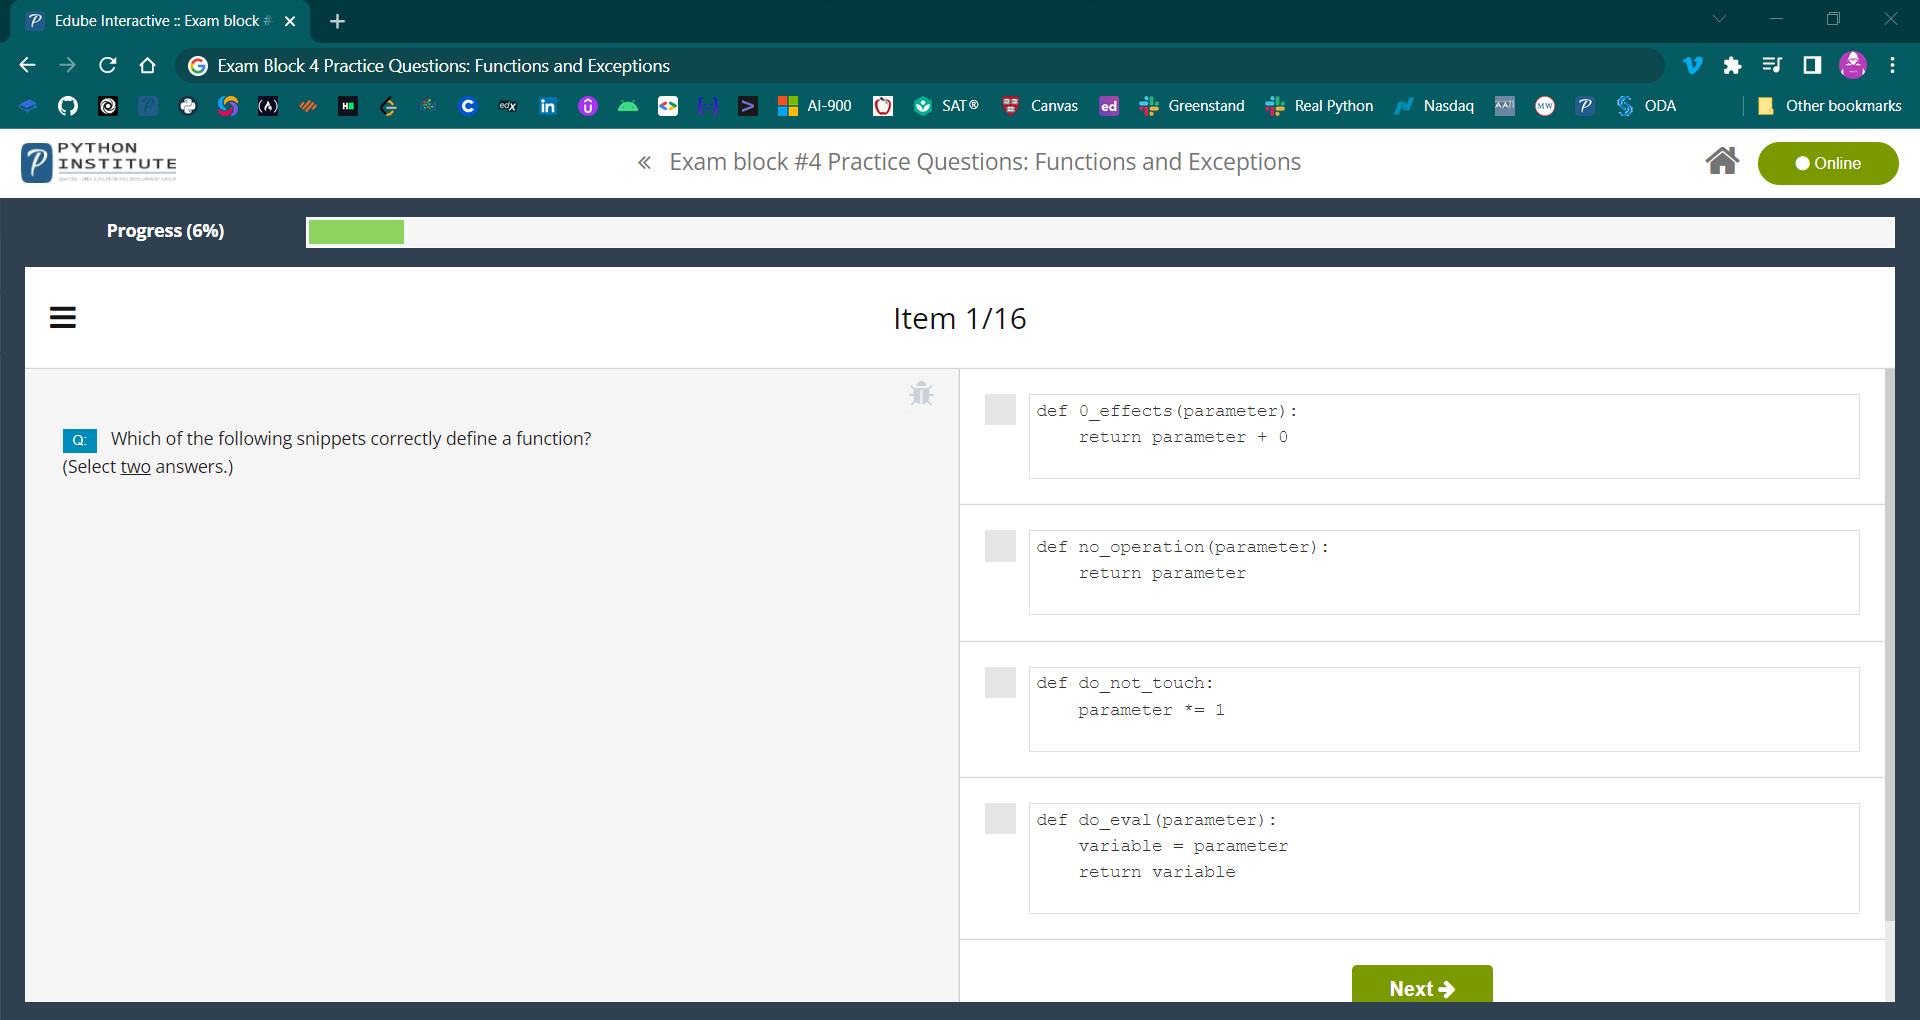 Edube Interactive :: Exam block #
Exam Block 4 Practice Questions: Functions and Exceptions
AI-900
SAT®
Canvas
ed
Greenstand
Real Python
Nasdaq
MW
ODA
Other bookmarks
PYTHON
INSTITUTE
« Exam block #4 Practice Questions: Functions and Exceptions
Online
Progress (6%)
Item 1/16
Q: Which of the following snippets correctly define a function?
(Select two answers.)
def 0_effects(parameter):
    return parameter + 0
def no_operation(parameter):
    return parameter
def do_not_touch:
    parameter *= 1
def do_eval(parameter):
    variable = parameter
    return variable
Next